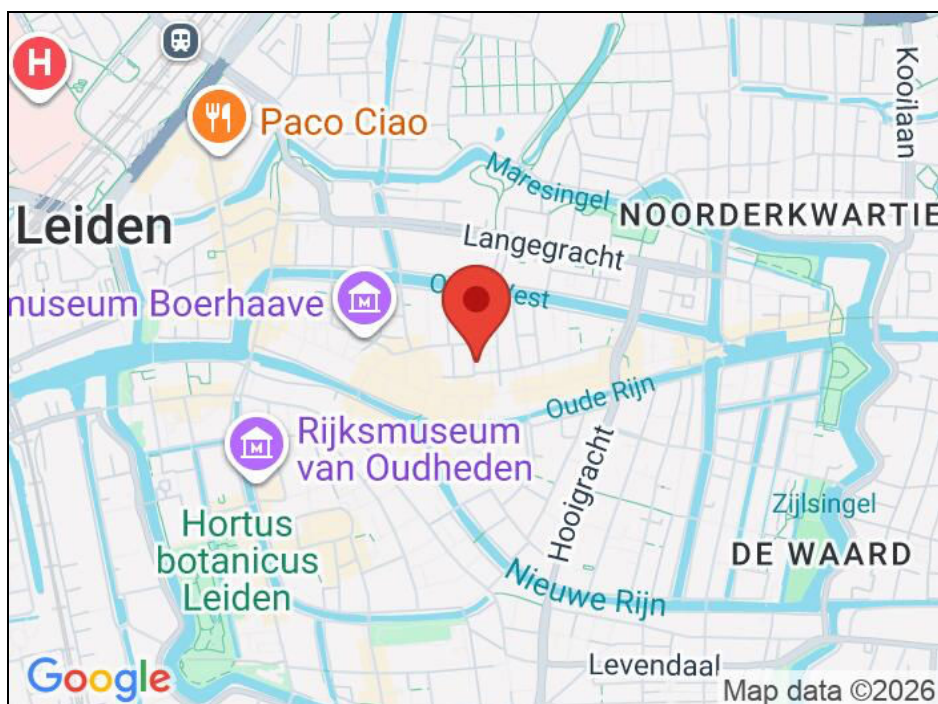 H
Paco Ciao
Kooilaan
Maresingel
Leiden
NOORDERKWARTIE
Langegracht
museum Boerhaave
M
Oude Rijn
Rijksmuseum
van Oudheden
M
Hooigracht
Zijlsingel
Hortus
botanicus
Leiden
DE WAARD
Nieuwe Rijn
Levendaal
Google
Map data ©2026